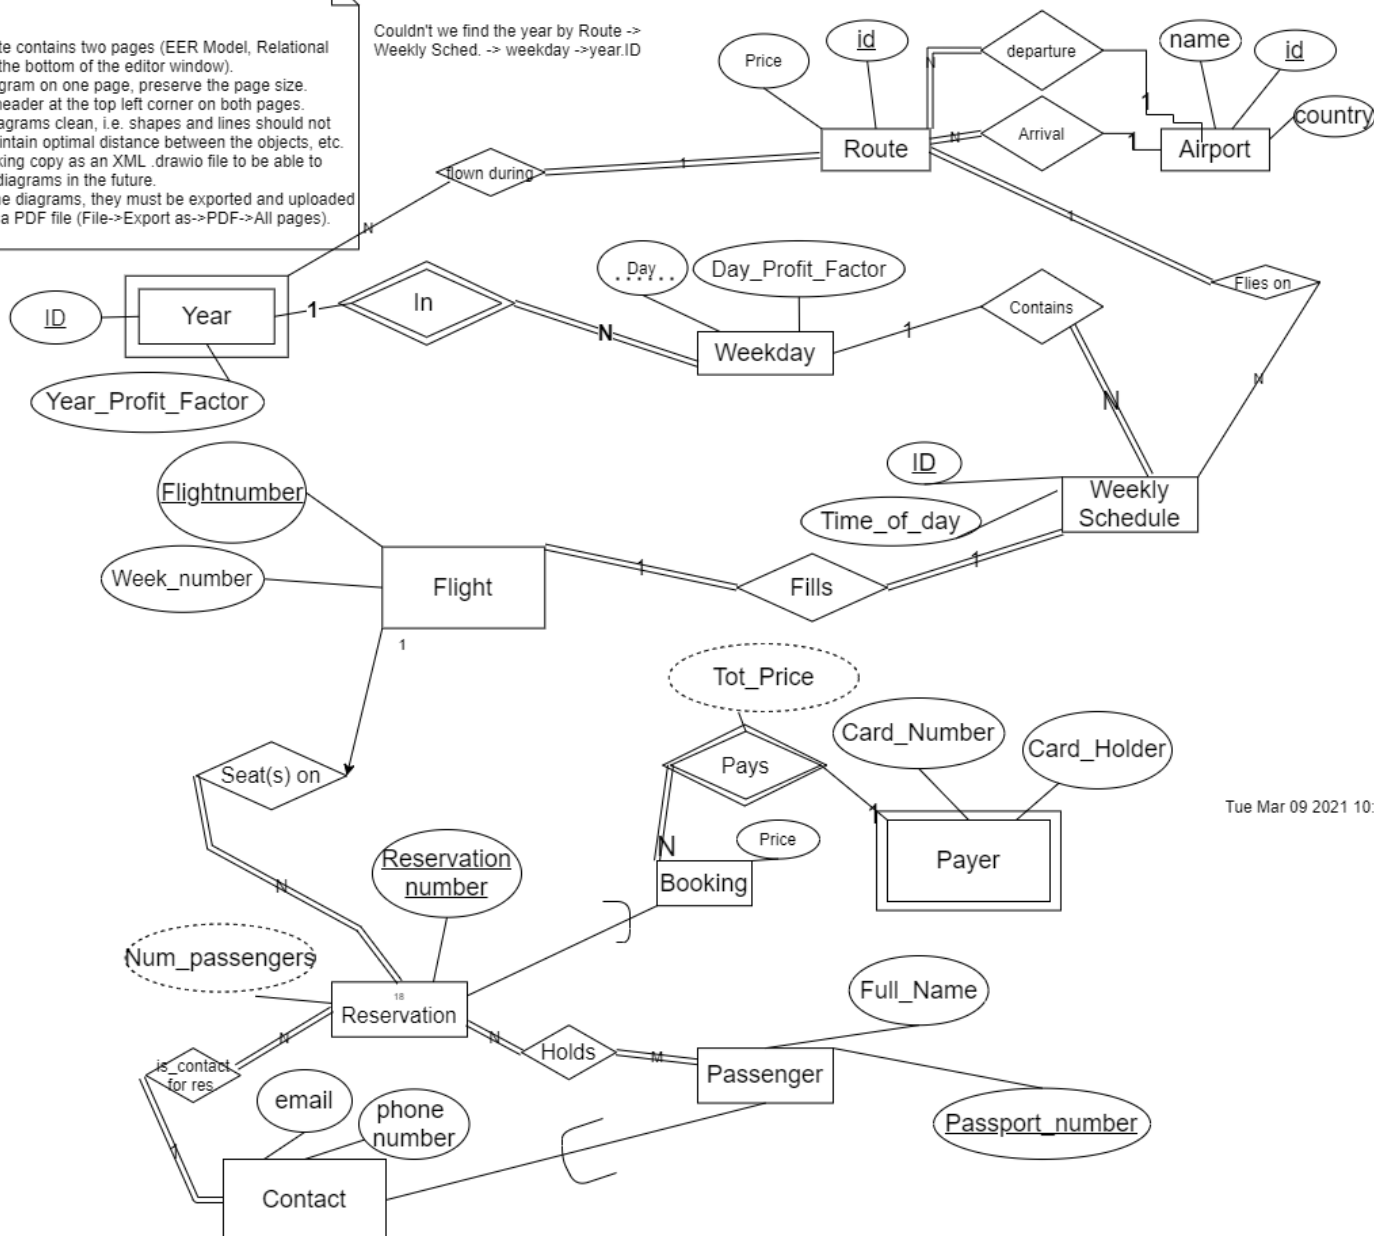 te contains two pages (EER Model, Relational
the bottom of the editor window).
gram on one page, preserve the page size.
header at the top left corner on both pages.
agrams clean, i.e. shapes and lines should not
intain optimal distance between the objects, etc.
king copy as an XML .drawio file to be able to
diagrams in the future.
ne diagrams, they must be exported and uploaded
a PDF file (File->Export as->PDF->All pages).
Couldn't we find the year by Route ->
Weekly Sched. -> weekday ->year.ID
Price
id
departure
name
id
country
N
1
Route
N
Arrival
1
Airport
flown during
1
N
1
Flies on
Day
Day_Profit_Factor
ID
Year
1
In
N
Weekday
1
Contains
N
N
Year_Profit_Factor
Flightnumber
Week_number
Flight
1
1
Fills
1
ID
Time_of_day
Weekly
Schedule
Tot_Price
Seat(s) on
Pays
Card_Number
Card_Holder
1
N
Price
Booking
Payer
Tue Mar 09 2021 10:
Reservation
number
N
Num_passengers
18
Reservation
Full_Name
N
Holds
M
Passenger
N
is_contact
for res
email
phone
number
Passport_number
1
Contact